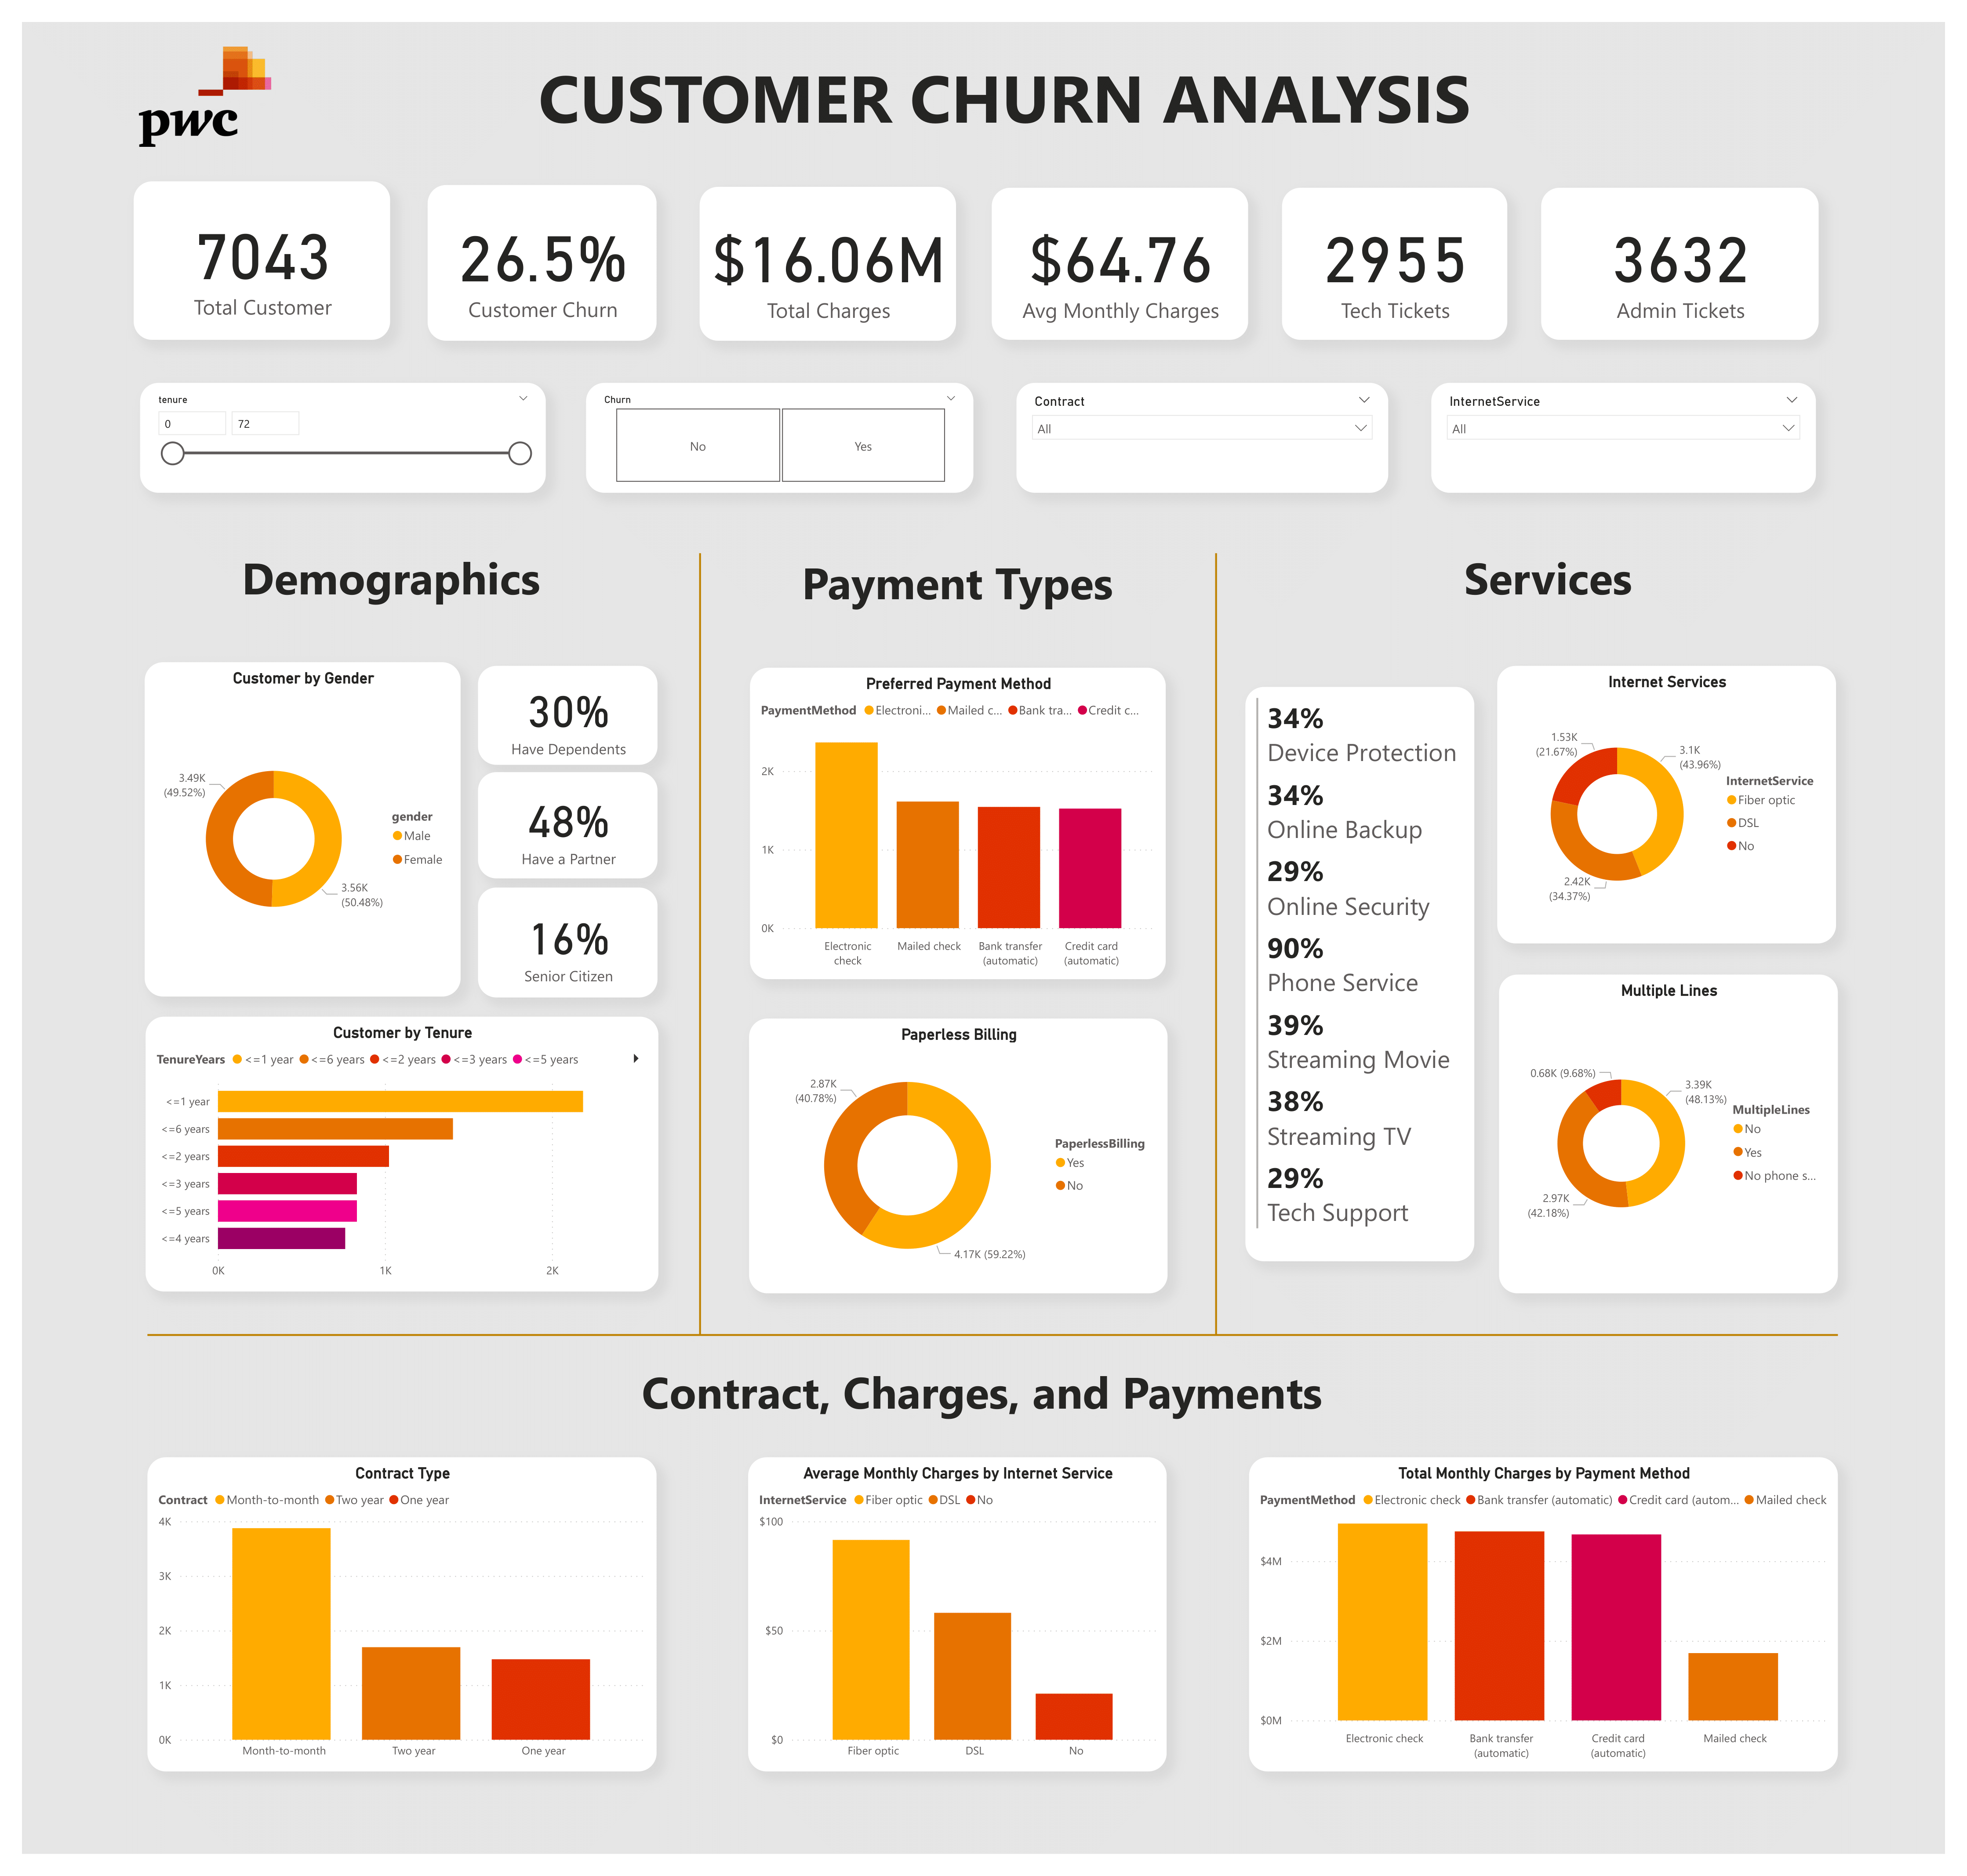 pwc
CUSTOMER CHURN ANALYSIS
7043
Total Customer
26.5%
Customer Churn
$16.06M
Total Charges
$64.76
Avg Monthly Charges
2955
Tech Tickets
3632
Admin Tickets
tenure
0
72
Churn
No
Yes
Contract
All
InternetService
All
Demographics
Customer by Gender
3.49K
(49.52%)
3.56K
(50.48%)
gender
Male
Female
30%
Have Dependents
48%
Have a Partner
16%
Senior Citizen
Customer by Tenure
TenureYears <=1 year <=6 years <=2 years <=3 years <=5 years
<=1 year
<=6 years
<=2 years
<=3 years
<=5 years
<=4 years
0K 1K 2K
Payment Types
Preferred Payment Method
PaymentMethod Electroni... Mailed c... Bank tra... Credit c...
2K
1K
0K
Electronic
check
Mailed check
Bank transfer
(automatic)
Credit card
(automatic)
Paperless Billing
2.87K
(40.78%)
4.17K (59.22%)
PaperlessBilling
Yes
No
Services
34%
Device Protection
34%
Online Backup
29%
Online Security
90%
Phone Service
39%
Streaming Movie
38%
Streaming TV
29%
Tech Support
Internet Services
1.53K
(21.67%)
3.1K
(43.96%)
2.42K
(34.37%)
InternetService
Fiber optic
DSL
No
Multiple Lines
0.68K (9.68%)
3.39K
(48.13%)
2.97K
(42.18%)
MultipleLines
No
Yes
No phone s...
Contract, Charges, and Payments
Contract Type
Contract Month-to-month Two year One year
4K
3K
2K
1K
0K
Month-to-month Two year One year
Average Monthly Charges by Internet Service
InternetService Fiber optic DSL No
$100
$50
$0
Fiber optic DSL No
Total Monthly Charges by Payment Method
PaymentMethod Electronic check Bank transfer (automatic) Credit card (autom... Mailed check
$4M
$2M
$0M
Electronic check
Bank transfer
(automatic)
Credit card
(automatic)
Mailed check